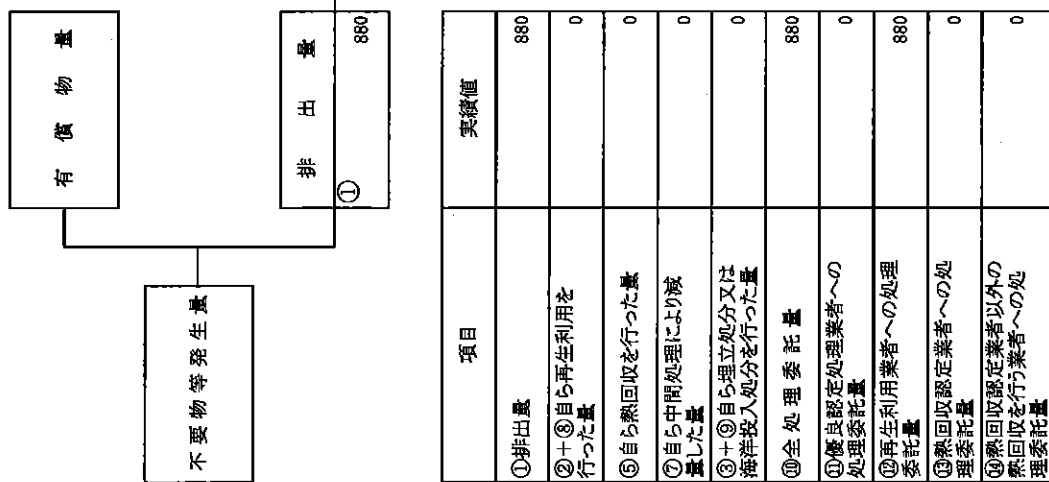 不要物等発生量
有償物量
排出量
①
880
項目
実績値
①排出量
880
②+⑧自ら再生利用を
行った量
0
⑤自ら熱回収を行った量
0
⑦自ら中間処理により減
量した量
0
③+⑨自ら埋立処分又は
海洋投入処分を行った量
0
⑩全処理委託量
880
⑪優良認定処理業者への
処理委託量
0
⑫再生利用業者への処理
委託量
880
⑬熱回収認定業者への処
理委託量
0
⑭熱回収認定業者以外の
熱回収を行う業者への処
理委託量
0